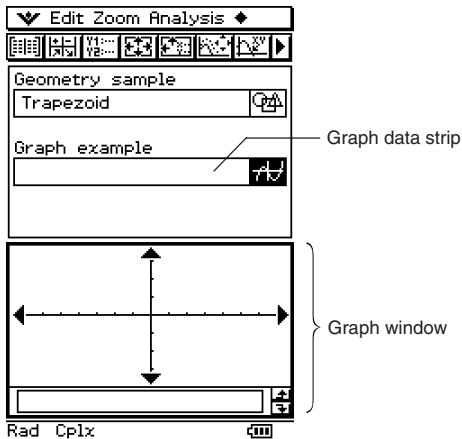 Edit Zoom Analysis
Geometry sample
Trapezoid
Graph data strip
Graph example
Graph window
Rad Cplx